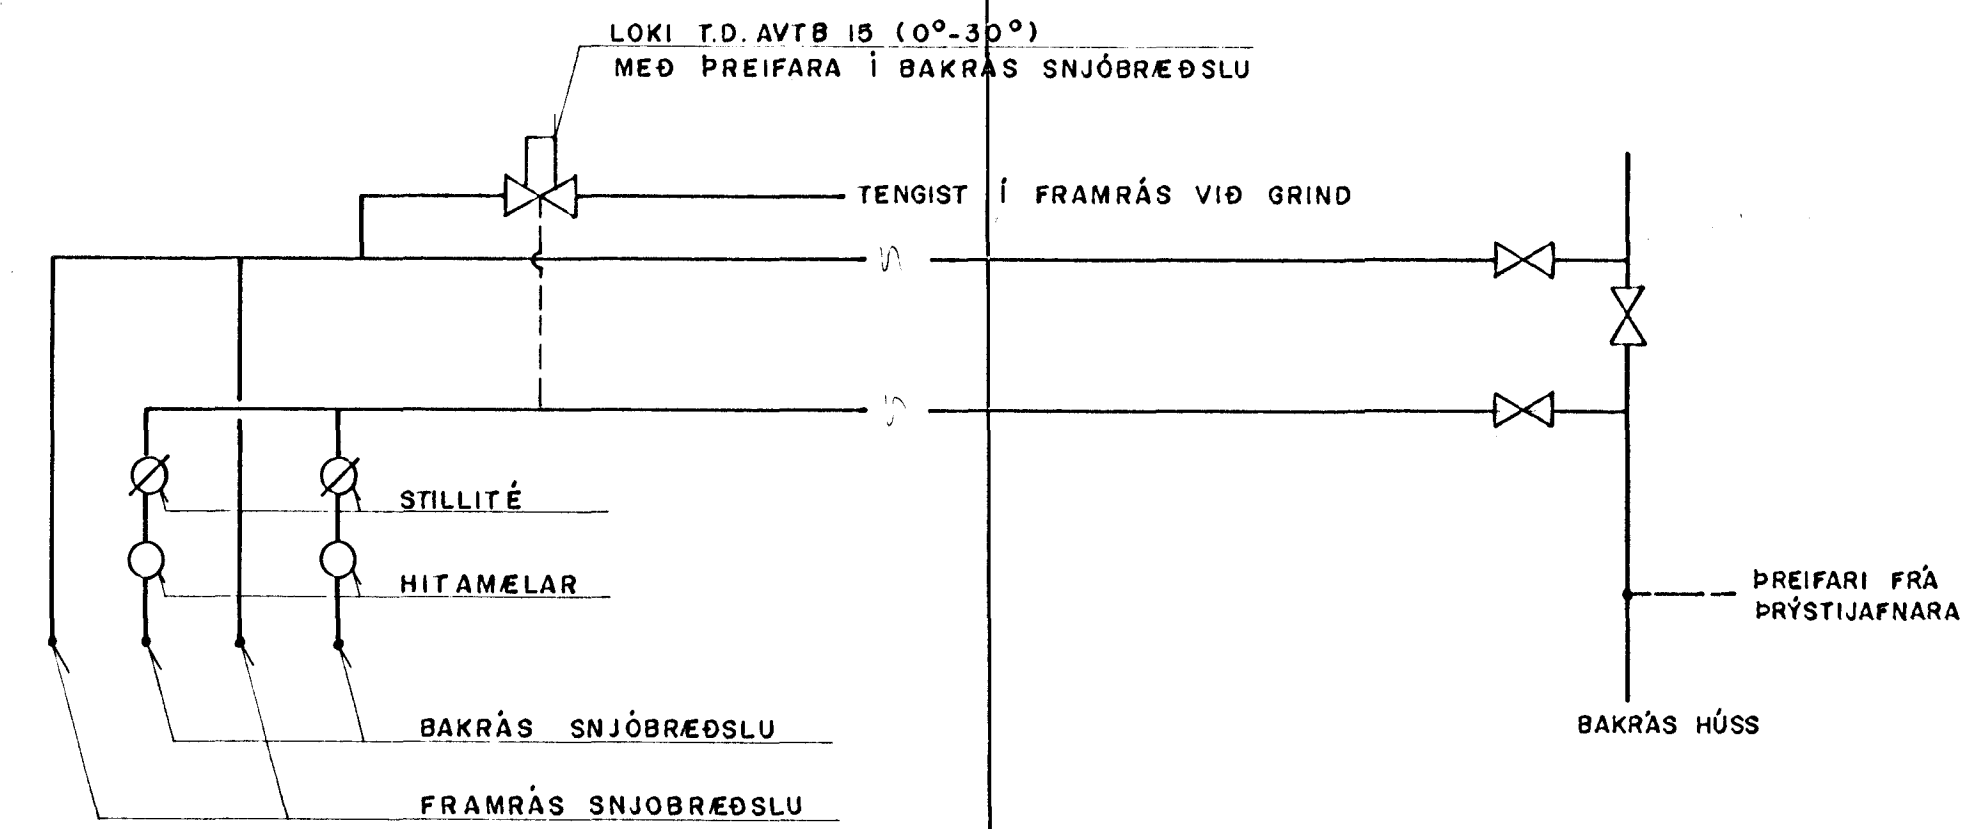 LOKI T.D. AVTB 15 (0°-30°)
MEÐ ÞREIFARA Í BAKRÁS SNJÓBRÆÐSLU
TENGIST Í FRAMRÁS VIÐ GRIND
STILLITÉ
HITAMÆLAR
ÞREIFARI FRÁ
ÞRÝSTIJAFNARA
BAKRÁS HÚSS
BAKRÁS SNJÓBRÆÐSLU
FRAMRÁS SNJOBRÆÐSLU